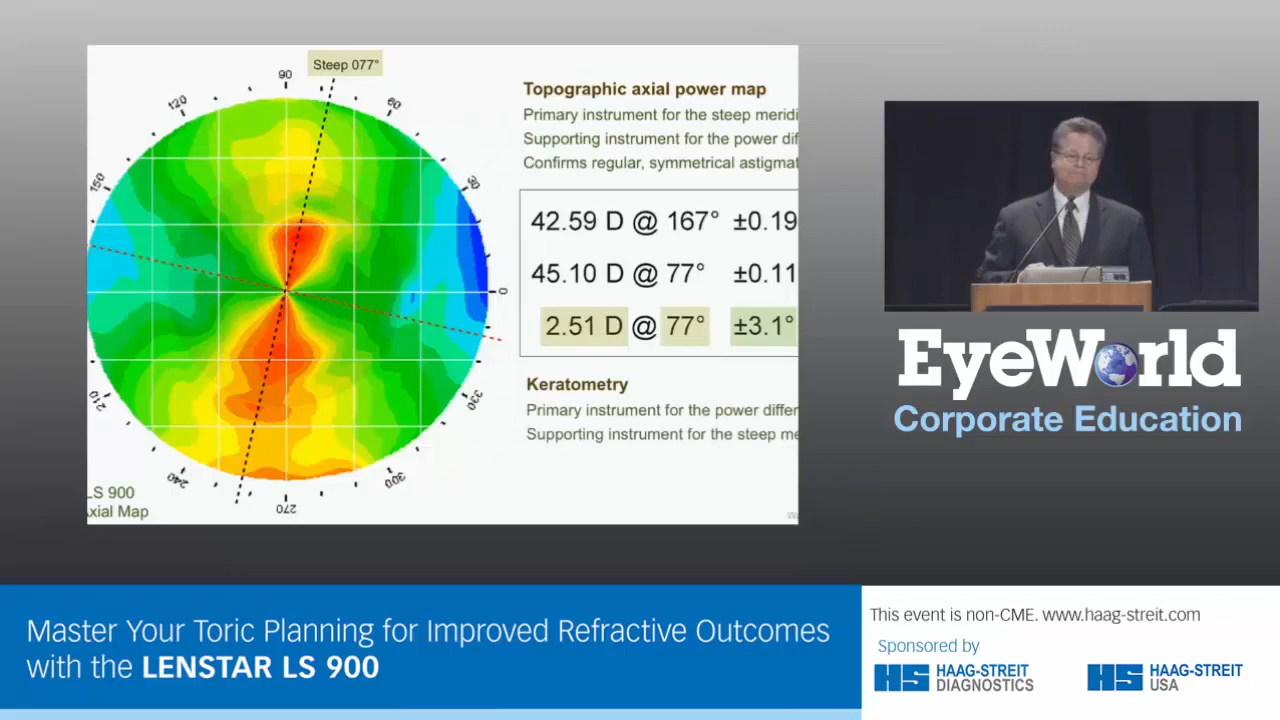 Steep 077°
90
120
60
150
30
0
210
330
240
300
270
LS 900
xial Map
Topographic axial power map
Primary instrument for the steep meridi
Supporting instrument for the power dif
Confirms regular, symmetrical astigmat
42.59 D @ 167° ±0.19
45.10 D @ 77° ±0.11
2.51 D @ 77° ±3.1°
Keratometry
Primary instrument for the power differ
Supporting instrument for the steep me
EyeWorld
Corporate Education
Master Your Toric Planning for Improved Refractive Outcomes
with the LENSTAR LS 900
This event is non-CME. www.haag-streit.com
Sponsored by
HS HAAG-STREIT
DIAGNOSTICS
HS HAAG-STREIT
USA